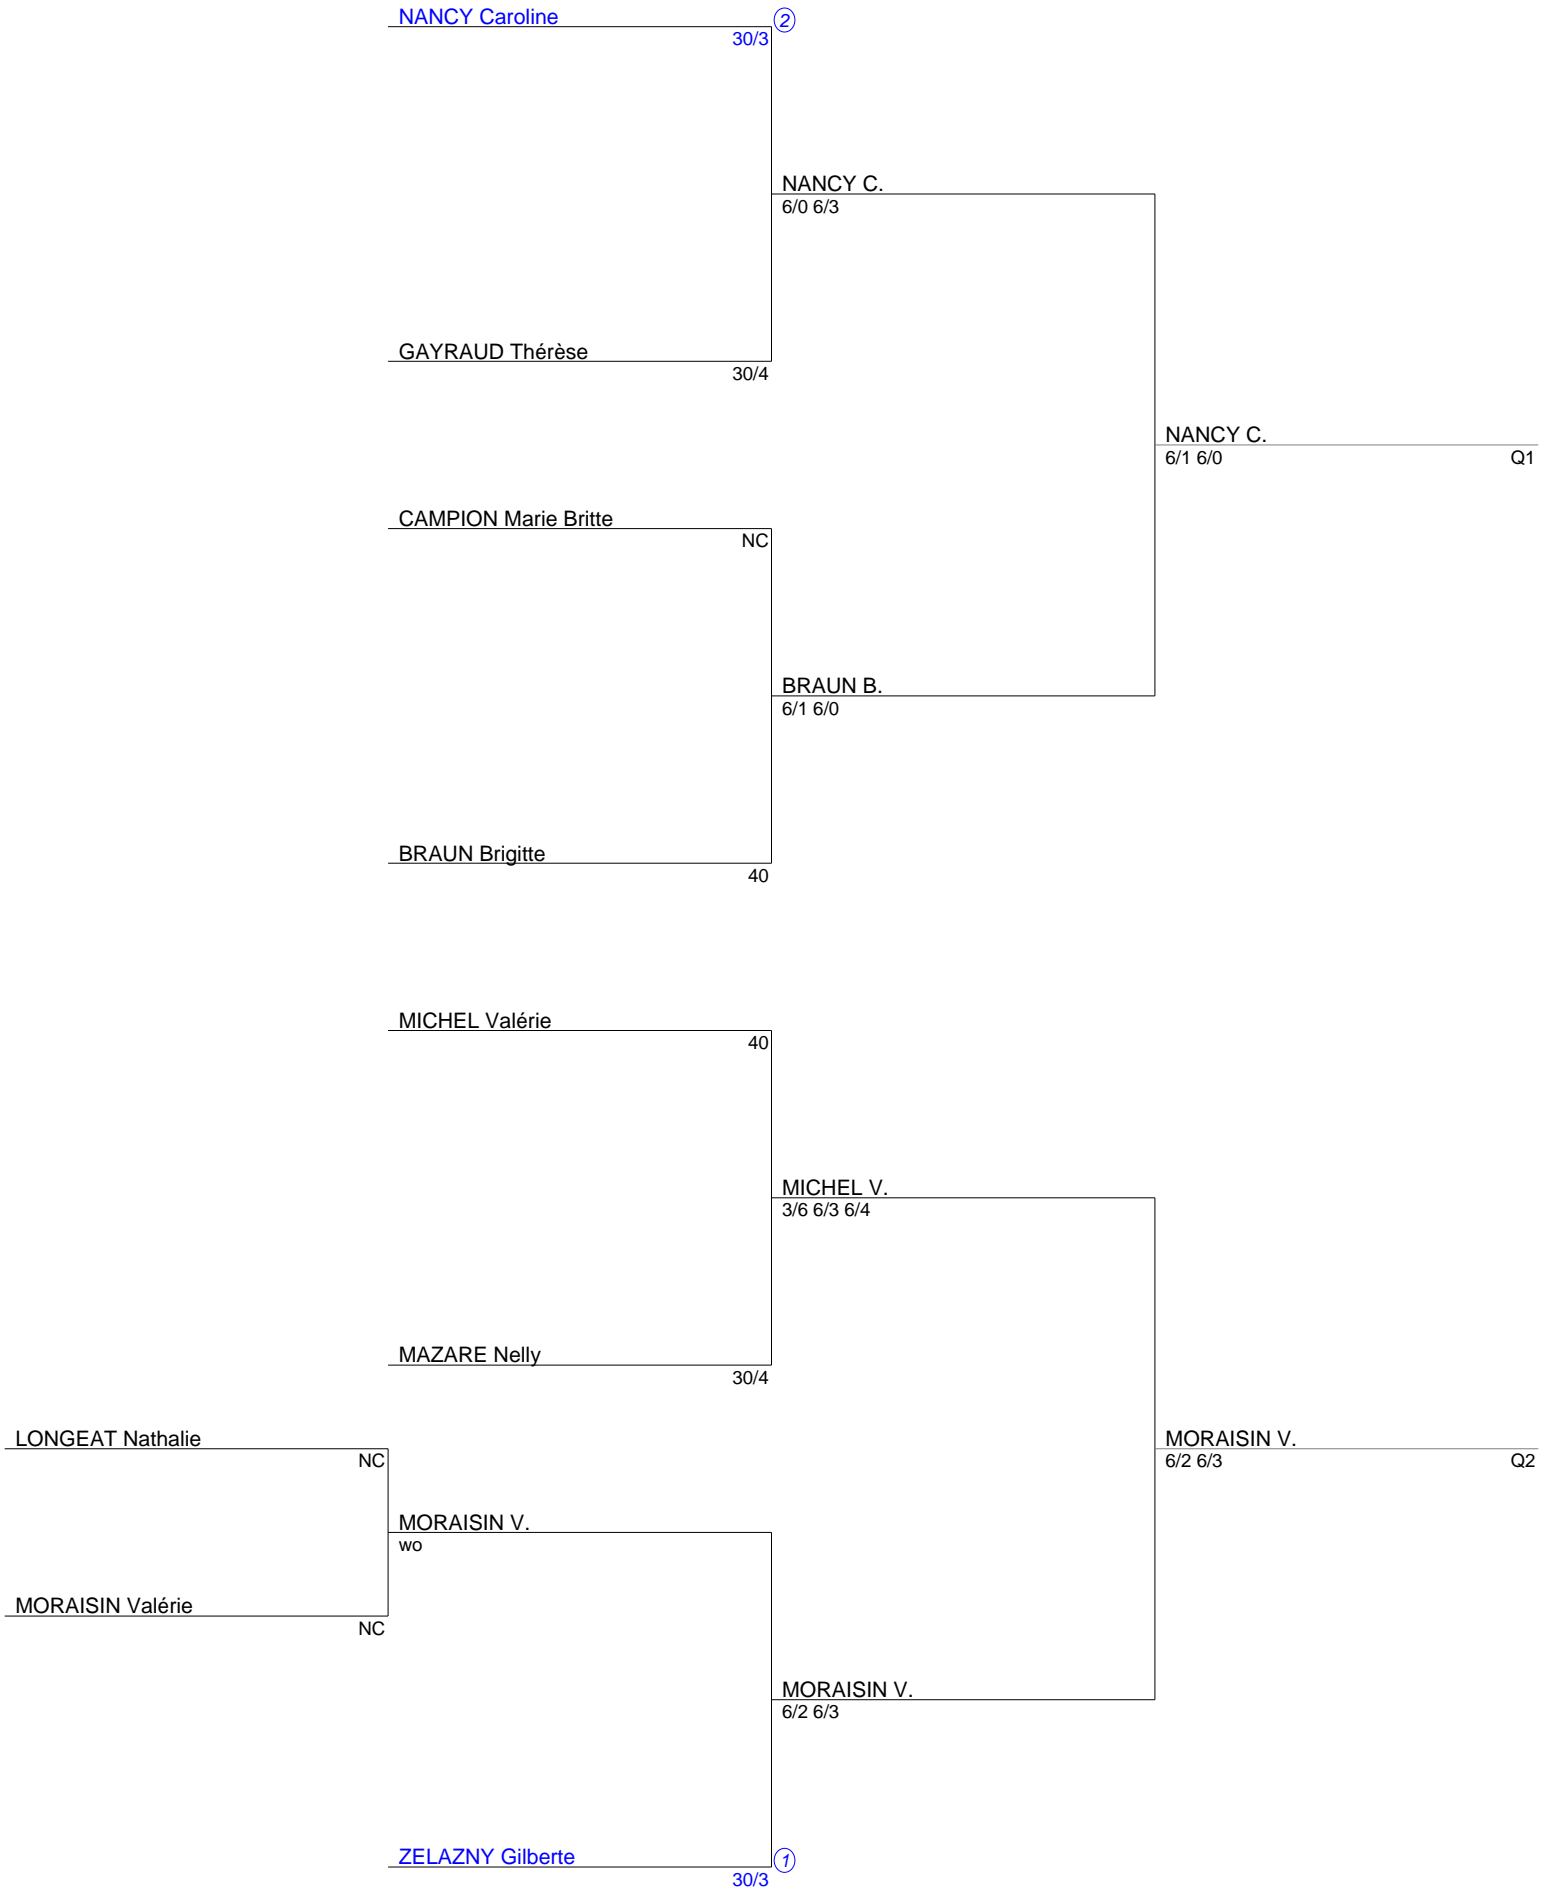 NANCY Caroline
2
30/3
NANCY C.
6/0 6/3
GAYRAUD Thérèse
30/4
NANCY C.
6/1 6/0
Q1
CAMPION Marie Britte
NC
BRAUN B.
6/1 6/0
BRAUN Brigitte
40
MICHEL Valérie
40
MICHEL V.
3/6 6/3 6/4
MAZARE Nelly
30/4
LONGEAT Nathalie
NC
MORAISIN V.
6/2 6/3
Q2
MORAISIN V.
wo
MORAISIN Valérie
NC
MORAISIN V.
6/2 6/3
ZELAZNY Gilberte
1
30/3